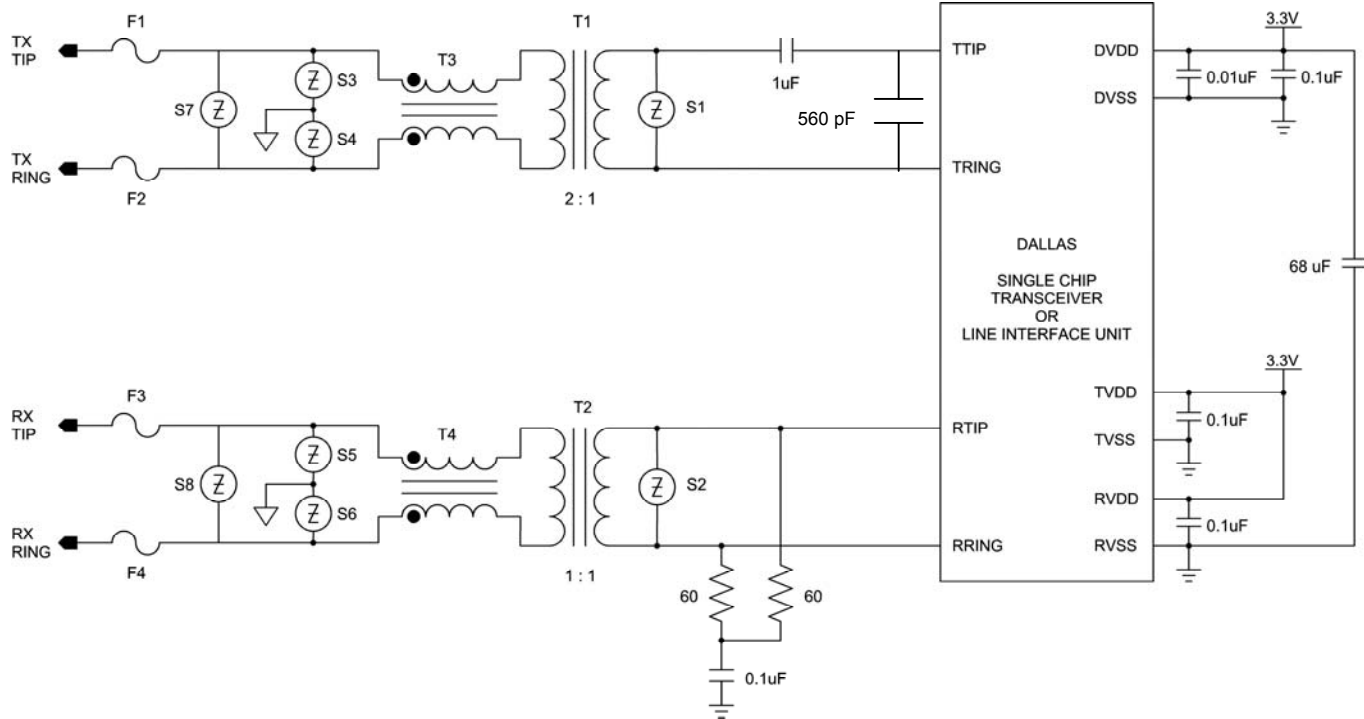 TX
TIP
F1
S7
S3
S4
TX
RING
F2
T3
T1
2 : 1
S1
1uF
560 pF
TTIP
TRING
DALLAS
SINGLE CHIP
TRANSCEIVER
OR
LINE INTERFACE UNIT
DVDD
DVSS
3.3V
0.01uF
0.1uF
68 uF
RX
TIP
F3
S8
S5
S6
RX
RING
F4
T4
T2
1 : 1
S2
RTIP
RRING
60
60
0.1uF
TVDD
TVSS
RVDD
RVSS
3.3V
0.1uF
0.1uF